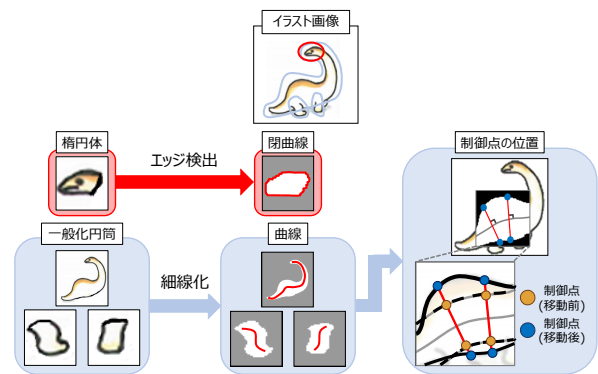 イラスト画像
楕円体
エッジ検出
閉曲線
制御点の位置
一般化円筒
細線化
曲線
制御点
(移動前)
制御点
(移動後)